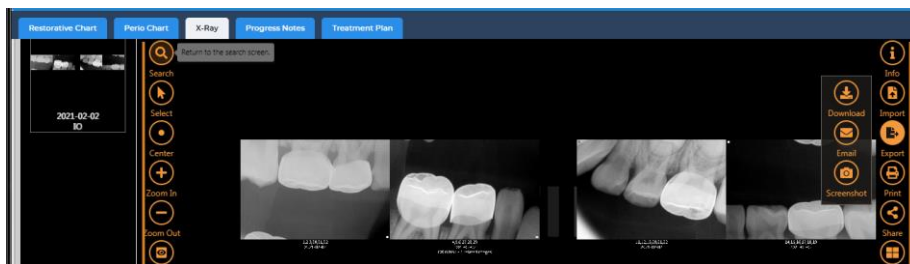 Restorative Chart
Perio Chart
X-Ray
Progress Notes
Treatment Plan
2021-02-02
IO
Return to the search screen.
Search
Select
Center
Zoom In
Zoom Out
Download
Email
Screenshot
Info
Import
Export
Print
Share